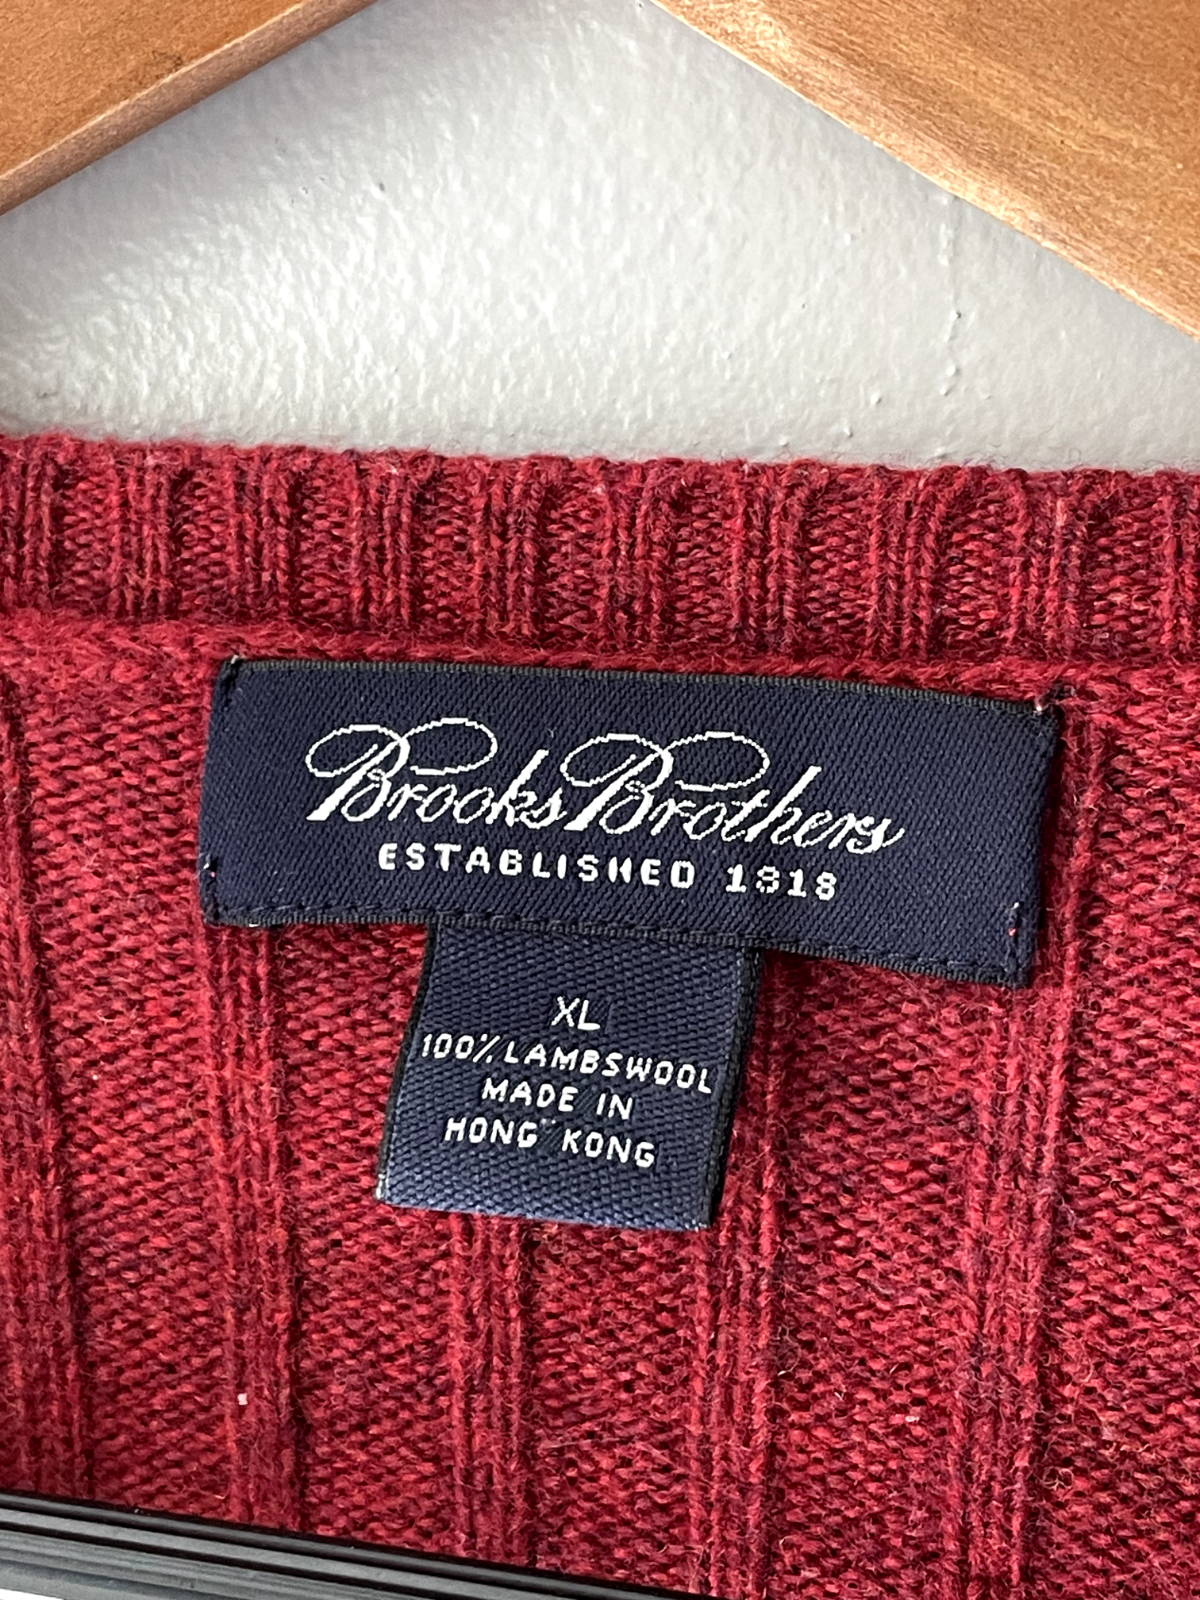 Brooks Brothers
ESTABLISHED 1818
XL
100% LAMBSWOOL
MADE IN
HONG KONG